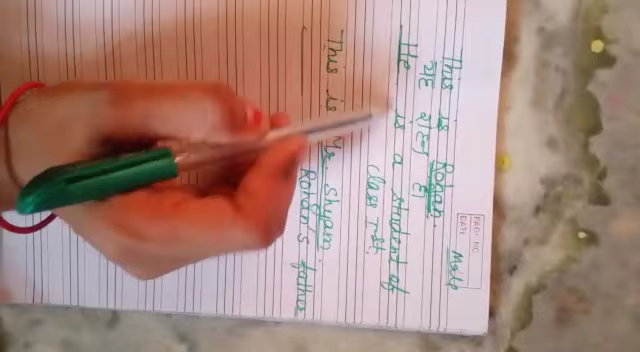 PAGE NO.
DATE
Male
This is Rohan.
यह रोहन है।
He is a student of
class 1st.
This is Mr. Shyam.
Rohan's father